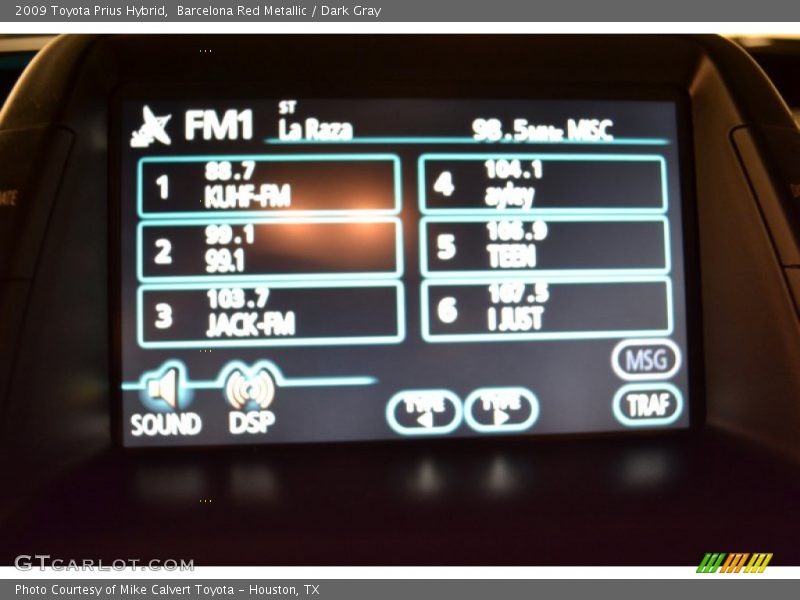 2009 Toyota Prius Hybrid,  Barcelona Red Metallic / Dark Gray
FM1
ST
La Raza
98.5MHz MISC
1
88.7
KUHF-FM
2
99.1
99.1
3
103.7
JACK-FM
4
104.1
5
106.9
TEEN
6
107.5
I JUST
MSG
TRAF
SOUND
DSP
TYPE
TYPE
GTCARLOT.COM
Photo Courtesy of Mike Calvert Toyota - Houston, TX